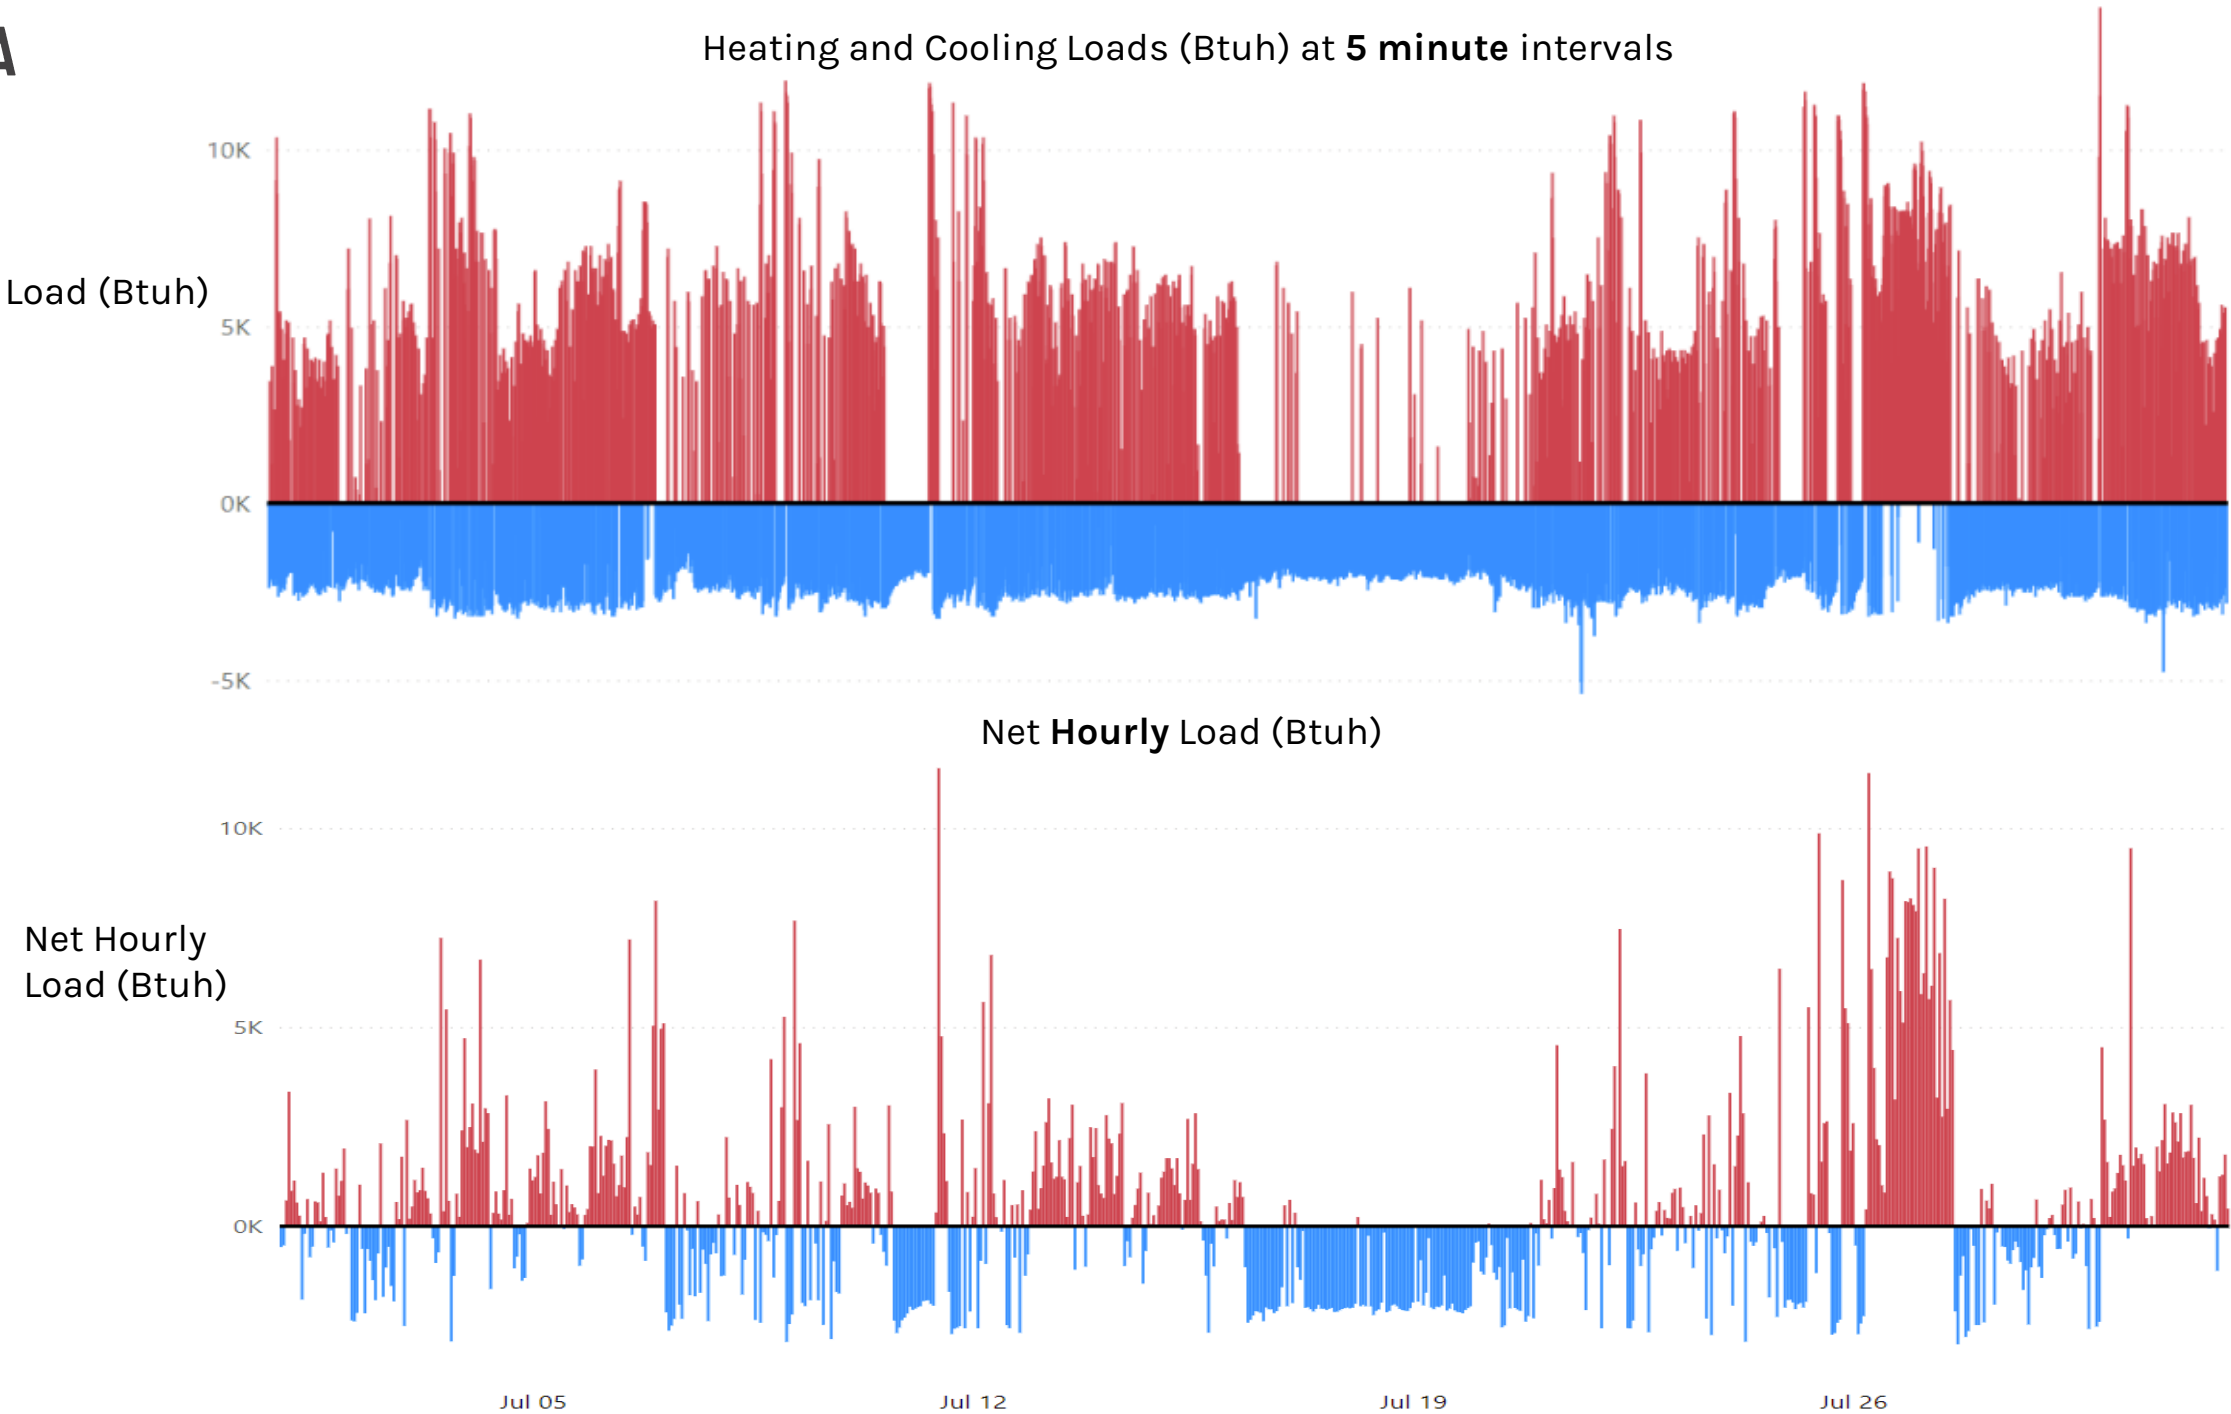 A
Heating and Cooling Loads (Btuh) at 5 minute intervals
10K
Load (Btuh)
5K
0K
-5K
Net Hourly Load (Btuh)
10K
Net Hourly
Load (Btuh)
5K
0K
Jul 05 Jul 12 Jul 19 Jul 26